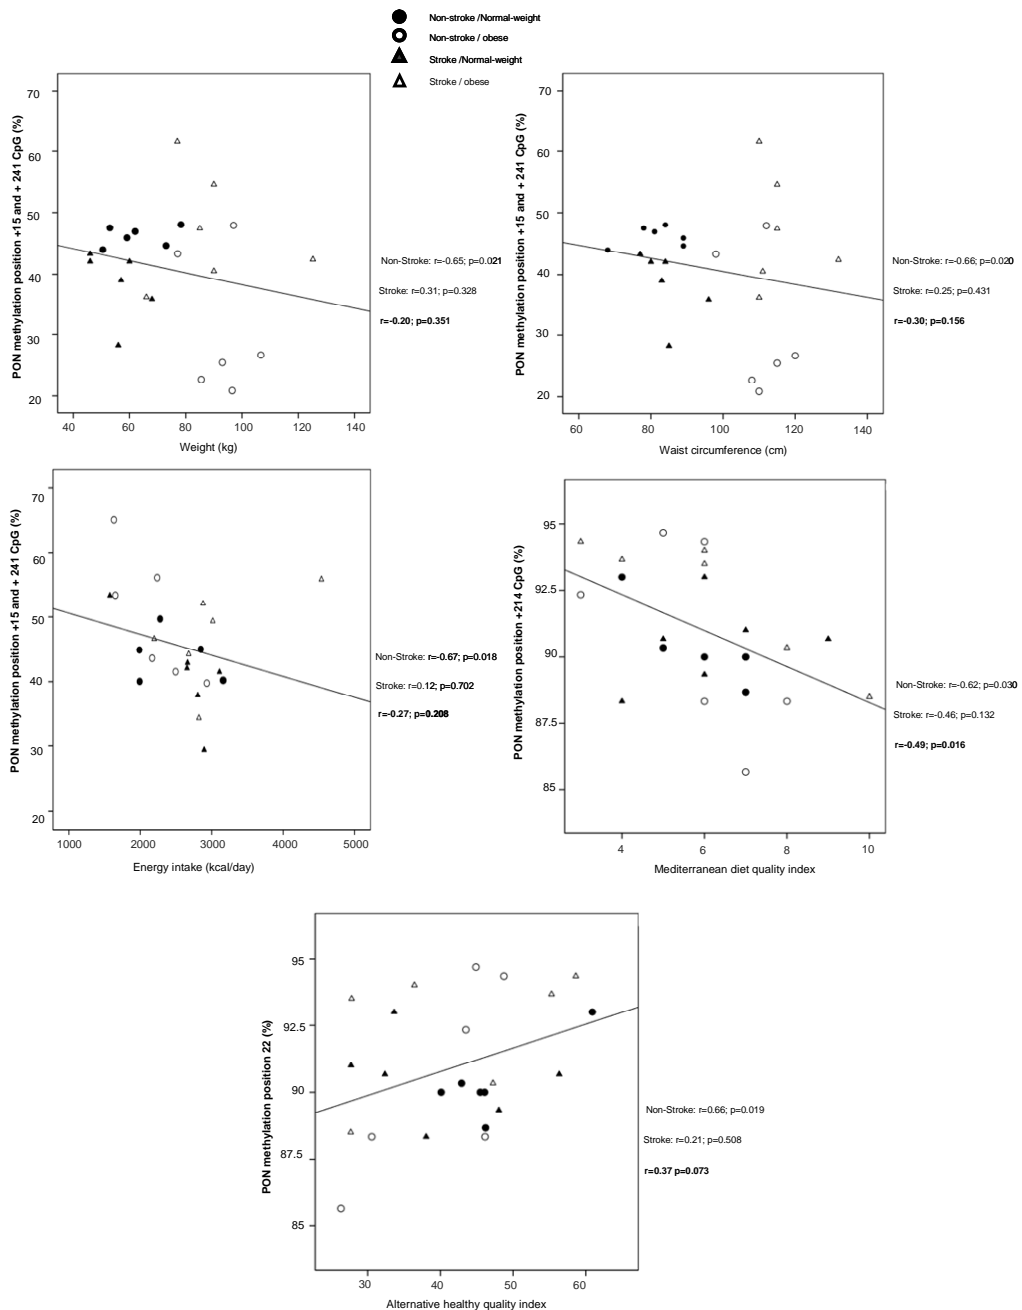 Non-stroke /Normal-weight
Non-stroke / obese
Stroke /Normal-weight
Stroke / obese
PON methylation position +15 and + 241 CpG (%)
70
60
50
40
30
20
40
60
80
100
120
140
Weight (kg)
Non-Stroke: r=-0.65; p=0.021
Stroke: r=0.31; p=0.328
r=-0.20; p=0.351
PON methylation position +15 and + 241 CpG (%)
70
60
50
40
30
20
60
80
100
120
140
Waist circumference (cm)
Non-Stroke: r=-0.66; p=0.020
Stroke: r=0.25; p=0.431
r=-0.30; p=0.156
PON methylation position +15 and + 241 CpG (%)
70
60
50
40
30
20
1000
2000
3000
4000
5000
Energy intake (kcal/day)
Non-Stroke: r=-0.67; p=0.018
Stroke: r=0.12; p=0.702
r=-0.27; p=0.208
PON methylation position +214 CpG (%)
95
92.5
90
87.5
85
4
6
8
10
Mediterranean diet quality index
Non-Stroke: r=-0.62; p=0.030
Stroke: r=-0.46; p=0.132
r=-0.49; p=0.016
PON methylation position 22 (%)
95
92.5
90
87.5
85
30
40
50
60
Alternative healthy quality index
Non-Stroke: r=0.66; p=0.019
Stroke: r=0.21; p=0.508
r=0.37 p=0.073